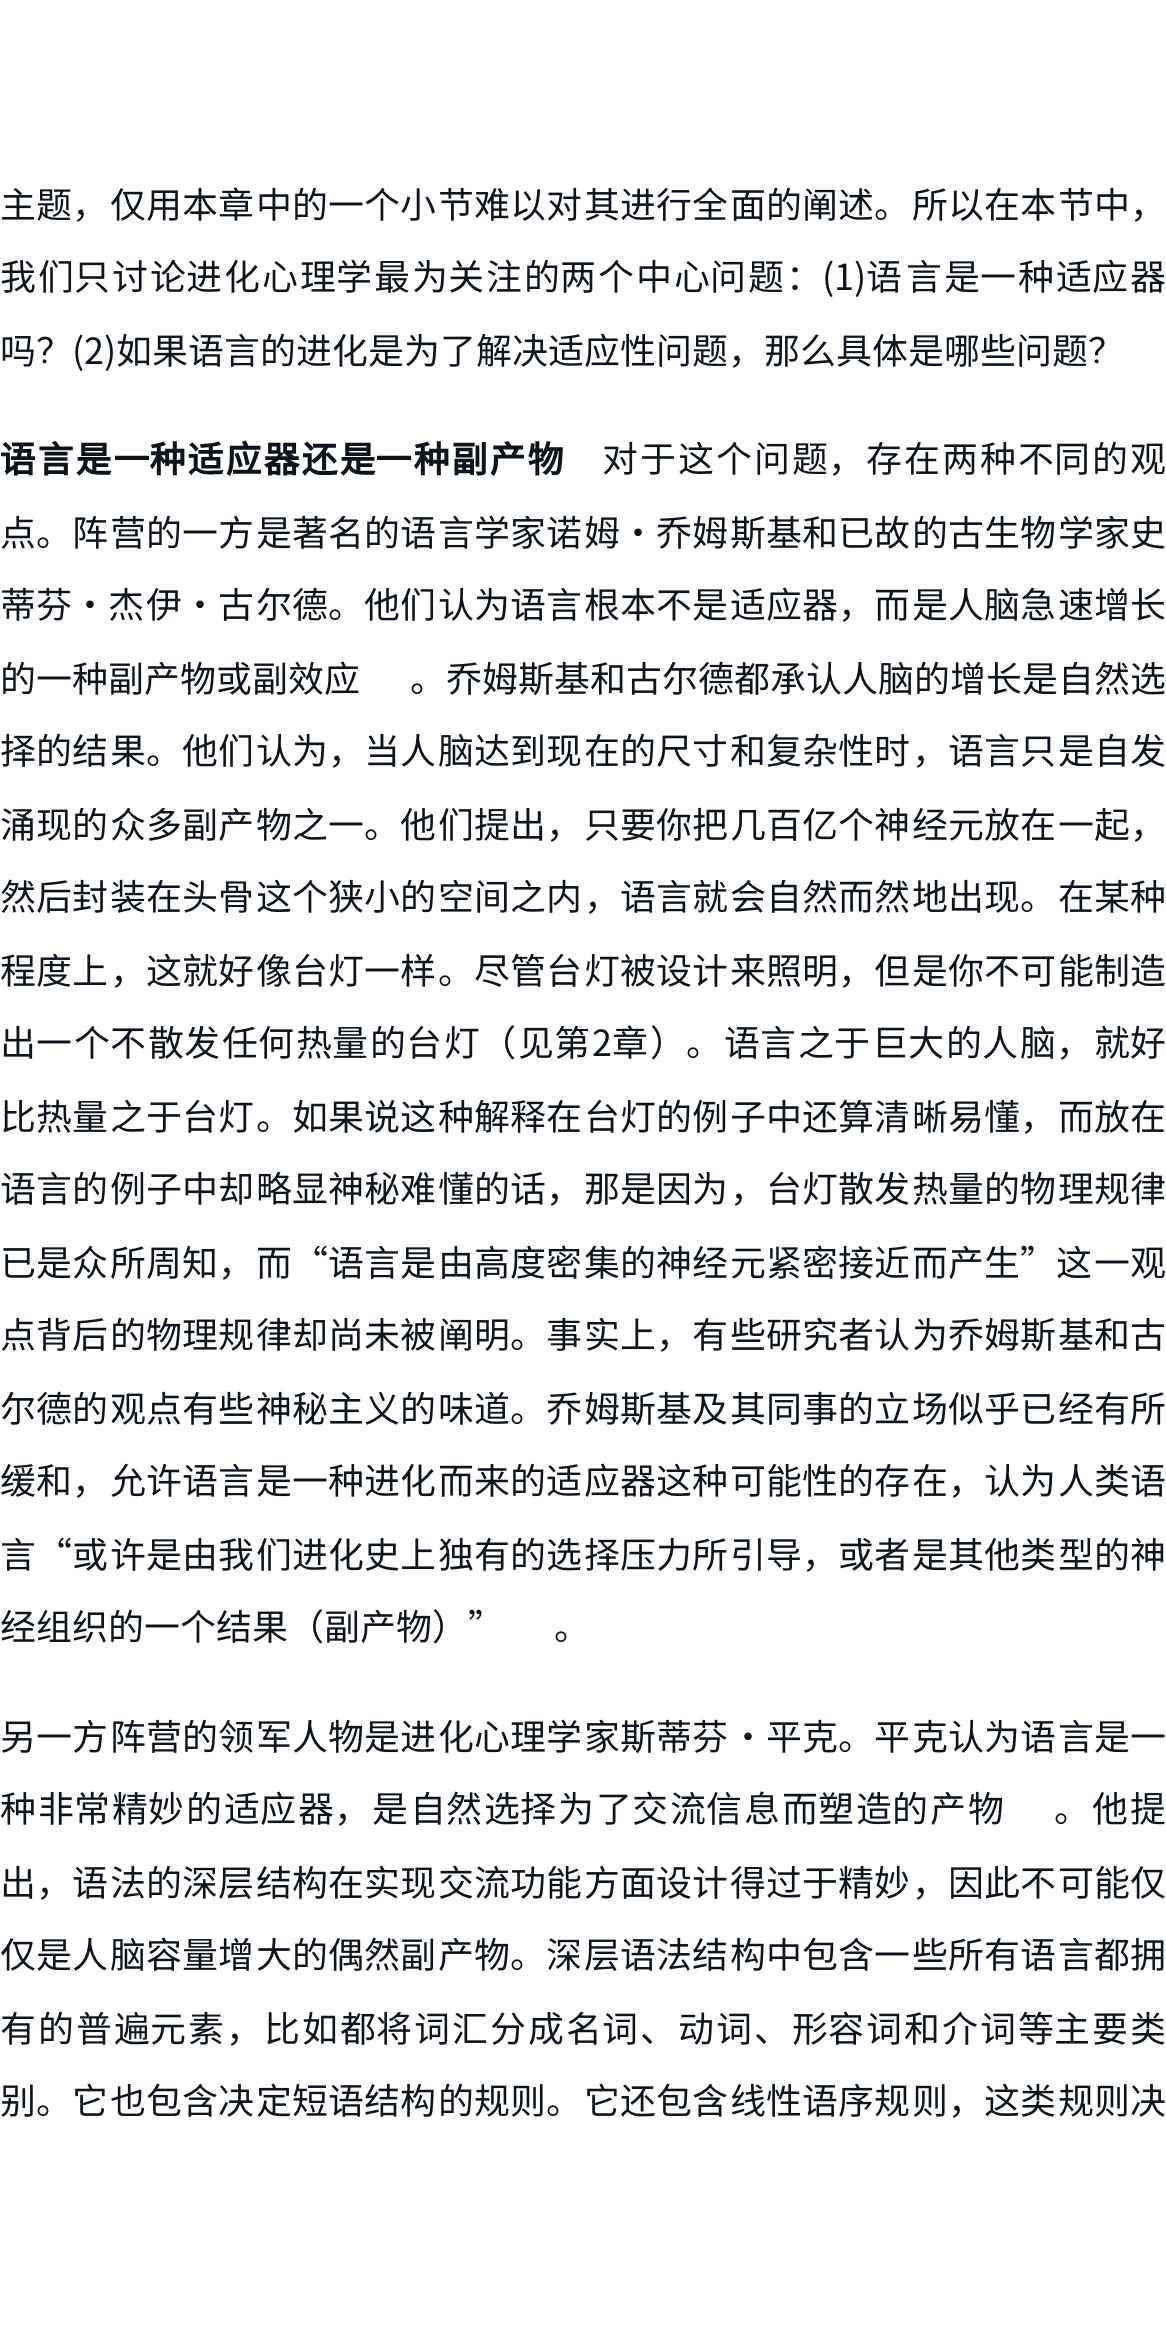 主题，仅用本章中的一个小节难以对其进行全面的阐述。所以在本节中，
我们只讨论进化心理学最为关注的两个中心问题：(1)语言是一种适应器
吗？(2)如果语言的进化是为了解决适应性问题，那么具体是哪些问题？
语言是一种适应器还是一种副产物　对于这个问题，存在两种不同的观
点。阵营的一方是著名的语言学家诺姆・乔姆斯基和已故的古生物学家史
蒂芬・杰伊・古尔德。他们认为语言根本不是适应器，而是人脑急速增长
的一种副产物或副效应　。乔姆斯基和古尔德都承认人脑的增长是自然选
择的结果。他们认为，当人脑达到现在的尺寸和复杂性时，语言只是自发
涌现的众多副产物之一。他们提出，只要你把几百亿个神经元放在一起，
然后封装在头骨这个狭小的空间之内，语言就会自然而然地出现。在某种
程度上，这就好像台灯一样。尽管台灯被设计来照明，但是你不可能制造
出一个不散发任何热量的台灯（见第2章）。语言之于巨大的人脑，就好
比热量之于台灯。如果说这种解释在台灯的例子中还算清晰易懂，而放在
语言的例子中却略显神秘难懂的话，那是因为，台灯散发热量的物理规律
已是众所周知，而“语言是由高度密集的神经元紧密接近而产生”这一观
点背后的物理规律却尚未被阐明。事实上，有些研究者认为乔姆斯基和古
尔德的观点有些神秘主义的味道。乔姆斯基及其同事的立场似乎已经有所
缓和，允许语言是一种进化而来的适应器这种可能性的存在，认为人类语
言“或许是由我们进化史上独有的选择压力所引导，或者是其他类型的神
经组织的一个结果（副产物）”　　。
另一方阵营的领军人物是进化心理学家斯蒂芬・平克。平克认为语言是一
种非常精妙的适应器，是自然选择为了交流信息而塑造的产物　。他提
出，语法的深层结构在实现交流功能方面设计得过于精妙，因此不可能仅
仅是人脑容量增大的偶然副产物。深层语法结构中包含一些所有语言都拥
有的普遍元素，比如都将词汇分成名词、动词、形容词和介词等主要类
别。它也包含决定短语结构的规则。它还包含线性语序规则，这类规则决